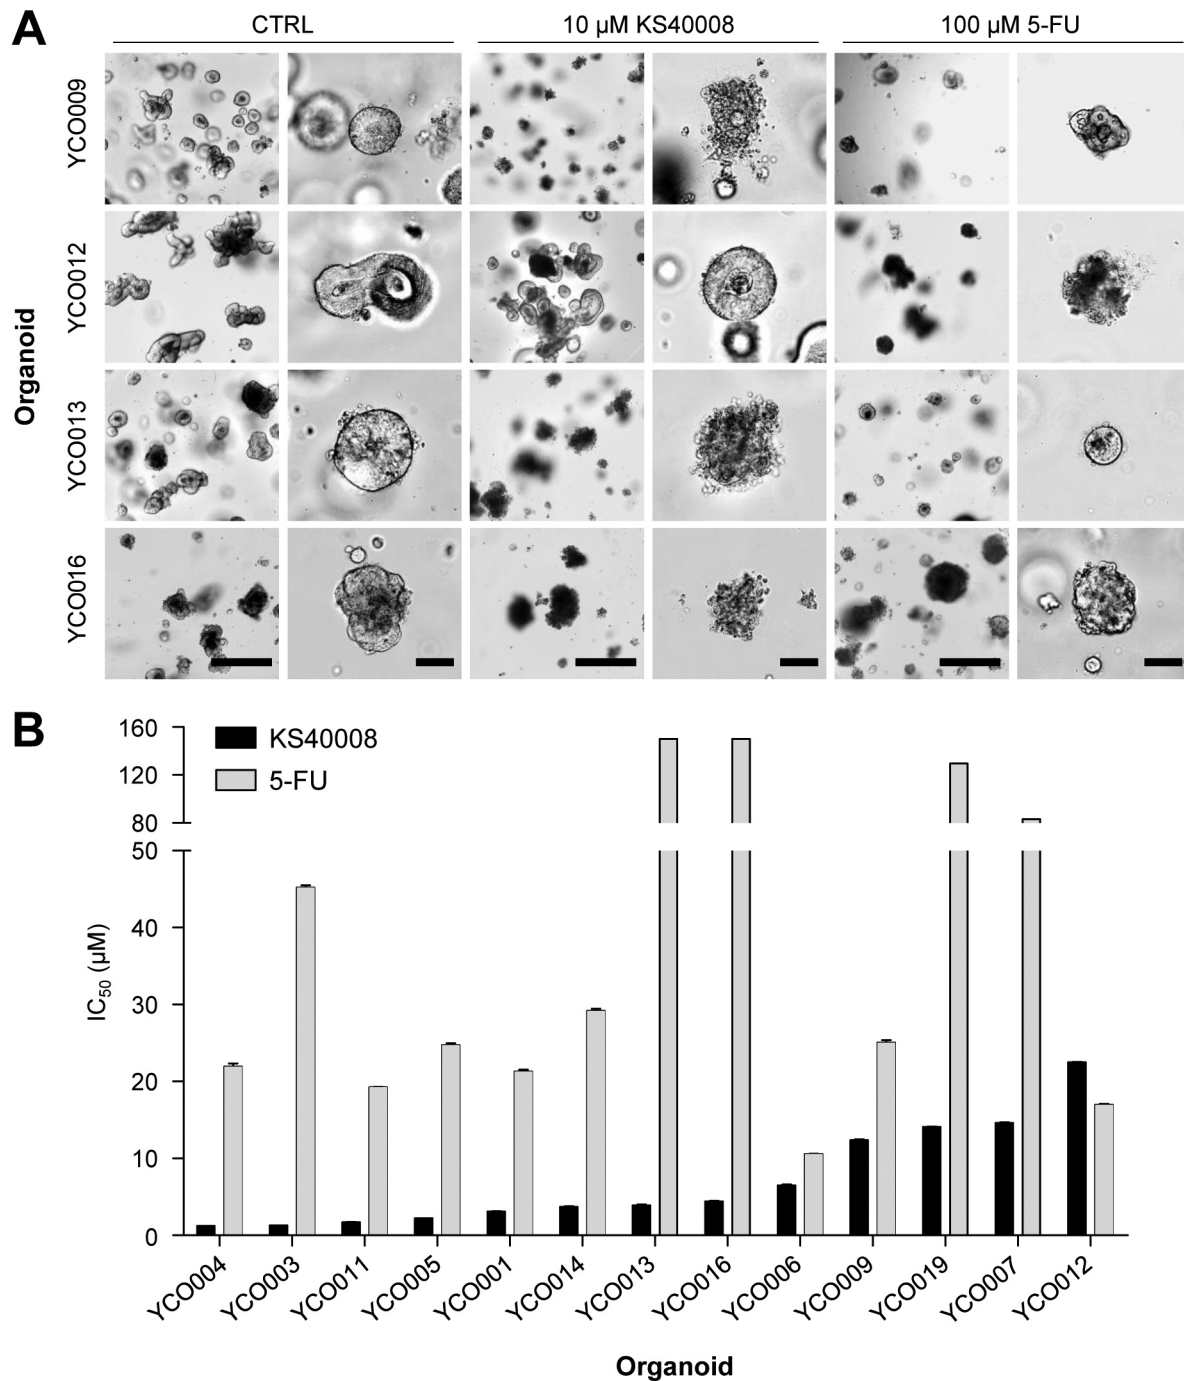 A
CTRL
10 µM KS40008
100 µM 5-FU
Organoid
YCO009
YCO012
YCO013
YCO016
B
KS40008
5-FU
160
120
80
50
40
30
20
10
0
IC50 (µM)
YCO004
YCO003
YCO011
YCO005
YCO001
YCO014
YCO013
YCO016
YCO006
YCO009
YCO019
YCO007
YCO012
Organoid